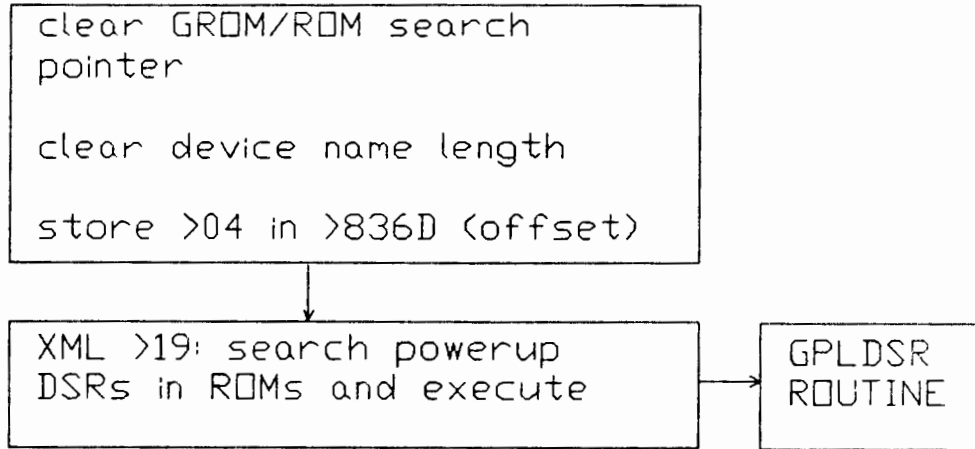 clear GROM/ROM search
pointer
clear device name length
store >04 in >836D (offset)
XML >19: search powerup
DSRs in ROMs and execute
GPLDSR
ROUTINE